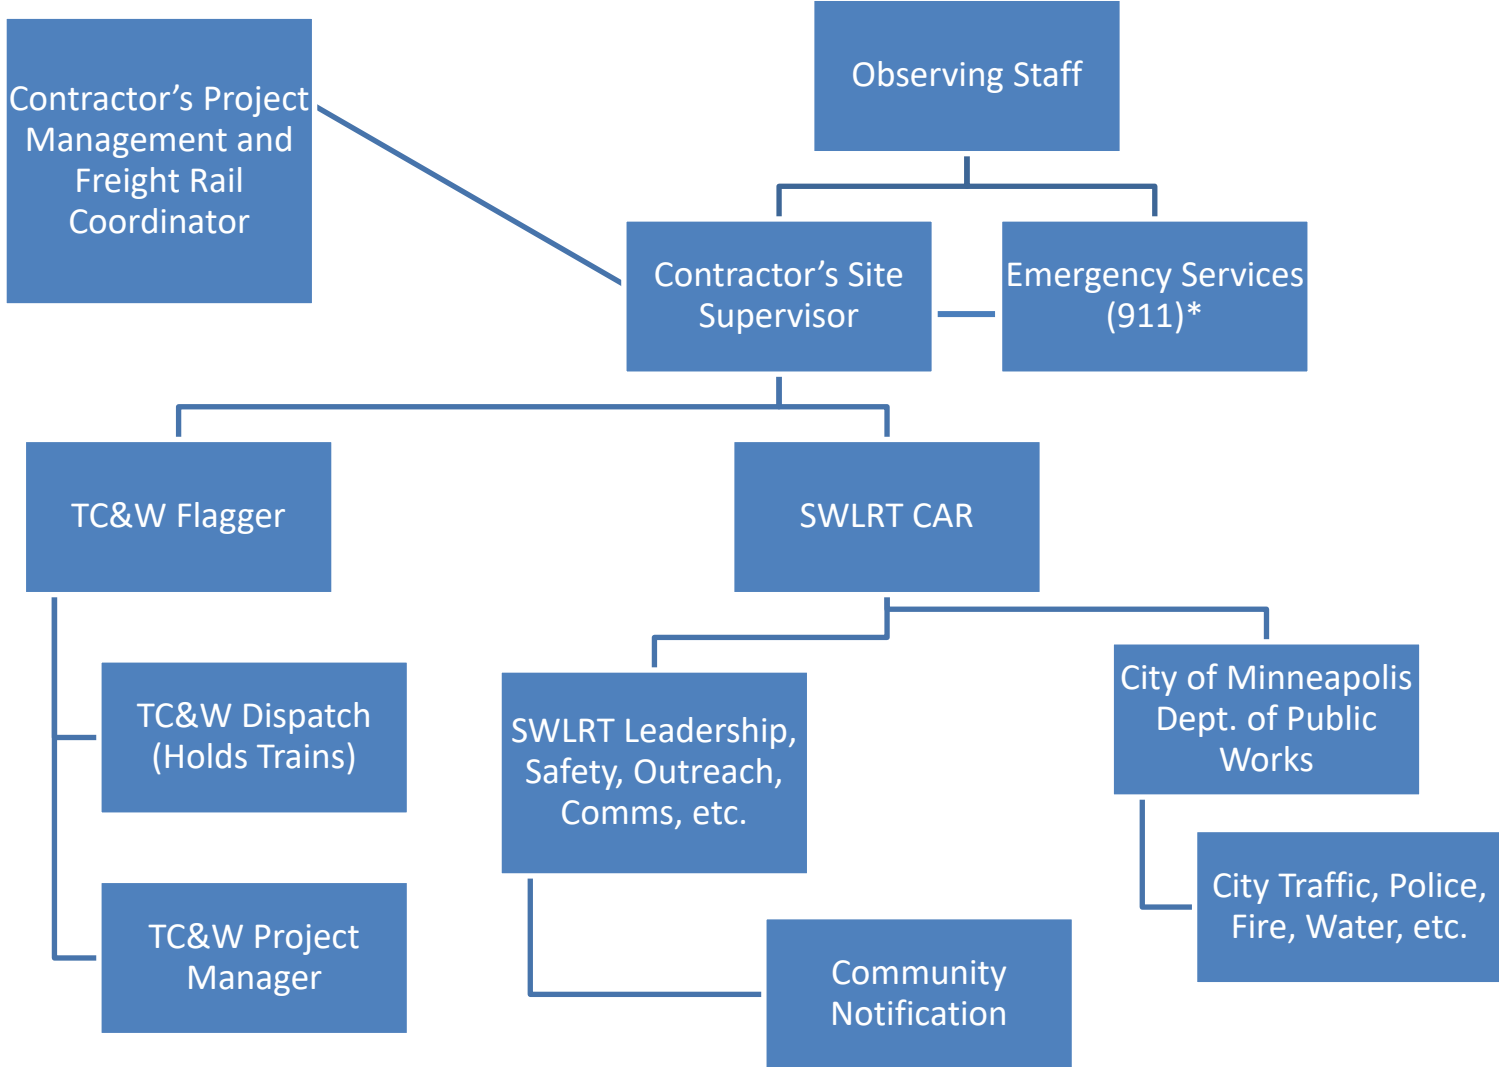 Observing Staff
Contractor’s Project
Management and
Freight Rail
Coordinator
Contractor’s Site
Supervisor
Emergency Services
(911)*
TC&W Flagger
SWLRT CAR
TC&W Dispatch
(Holds Trains)
SWLRT Leadership,
Safety, Outreach,
Comms, etc.
City of Minneapolis
Dept. of Public
Works
City Traffic, Police,
Fire, Water, etc.
TC&W Project
Manager
Community
Notification